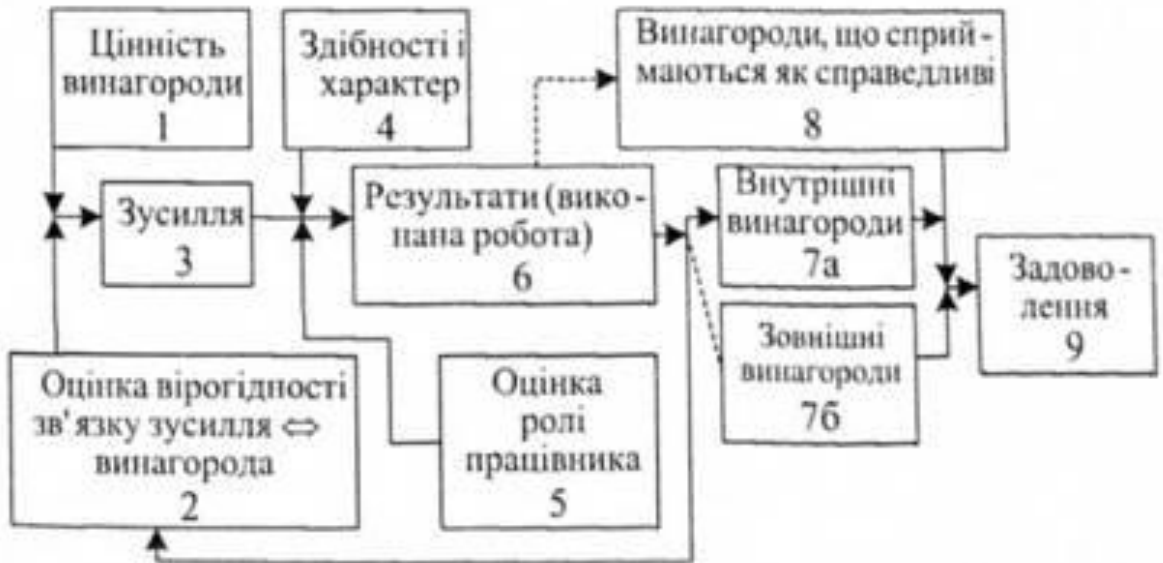 Цінність
винагороди
1
Здібності і
характер
4
Винагороди, що сприй-
маються як справедливі
8
Зусилля
3
Результати (вико-
нана робота)
6
Внутрішні
винагороди
7а
Задово-
лення
9
Оцінка вірогідності
зв'язку зусилля ⇔
винагорода
2
Оцінка
ролі
працівника
5
Зовнішні
винагороди
7б